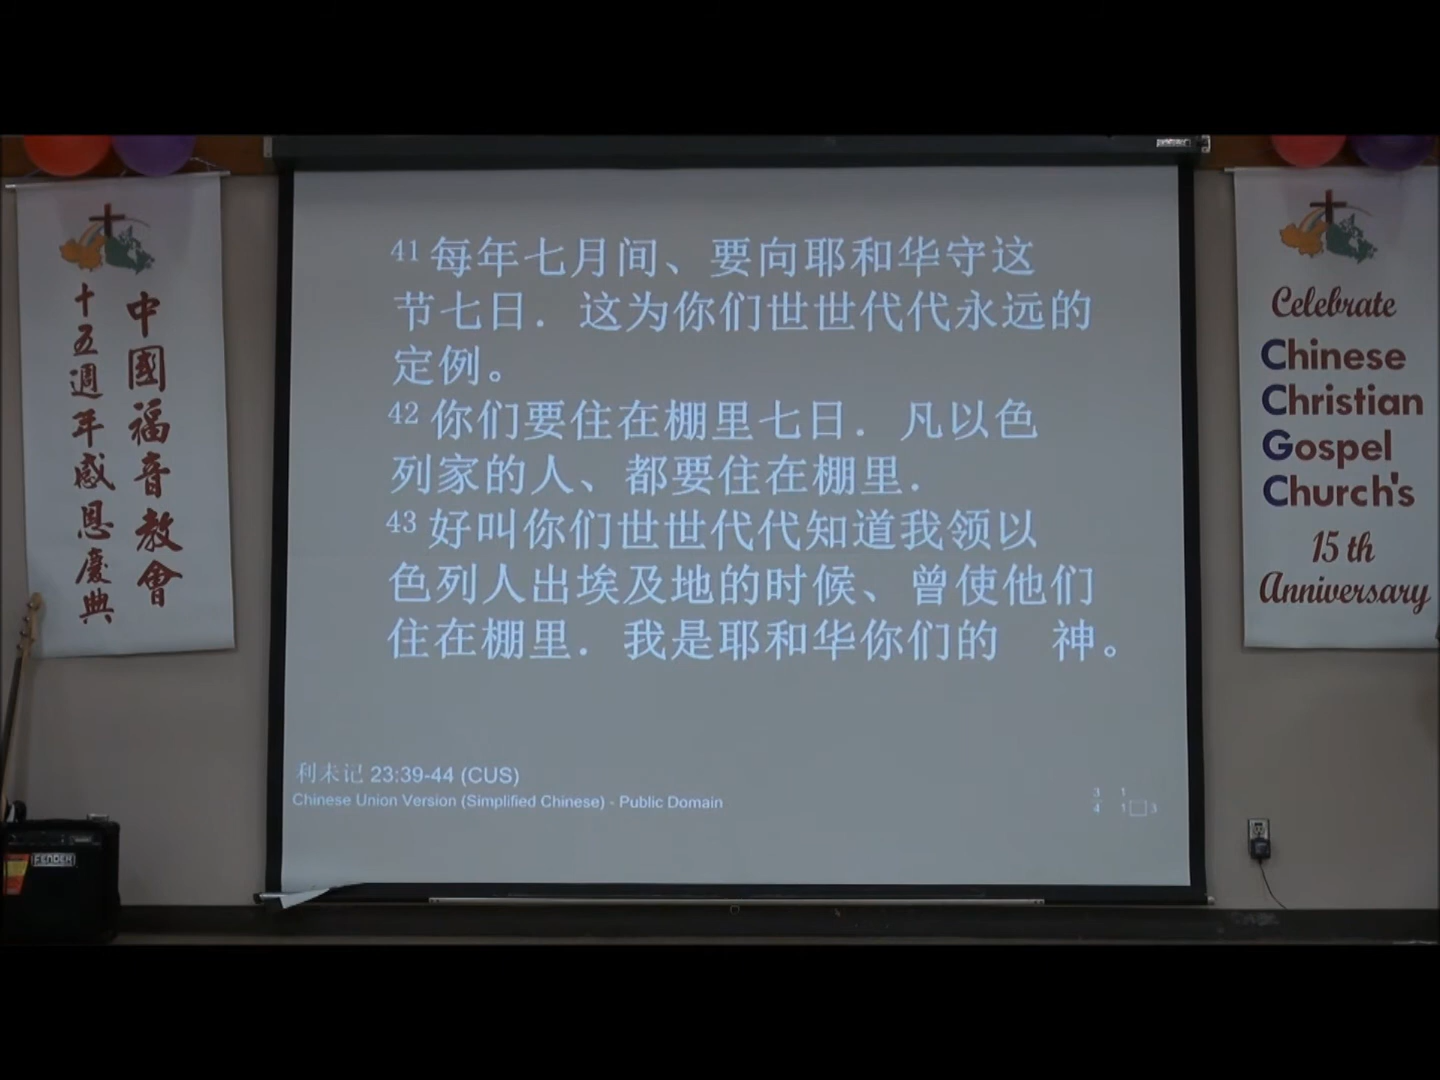 中國福音教會
十五週年感恩慶典
41 每年七月间、要向耶和华守这
节七日．这为你们世世代代永远的
定例。
42 你们要住在棚里七日．凡以色
列家的人、都要住在棚里．
43 好叫你们世世代代知道我领以
色列人出埃及地的时候、曾使他们
住在棚里．我是耶和华你们的　神。
利未记 23:39-44 (CUS)
Chinese Union Version (Simplified Chinese) - Public Domain
3 1
4 1 3
Celebrate
Chinese
Christian
Gospel
Church's
15 th
Anniversary
FENDER